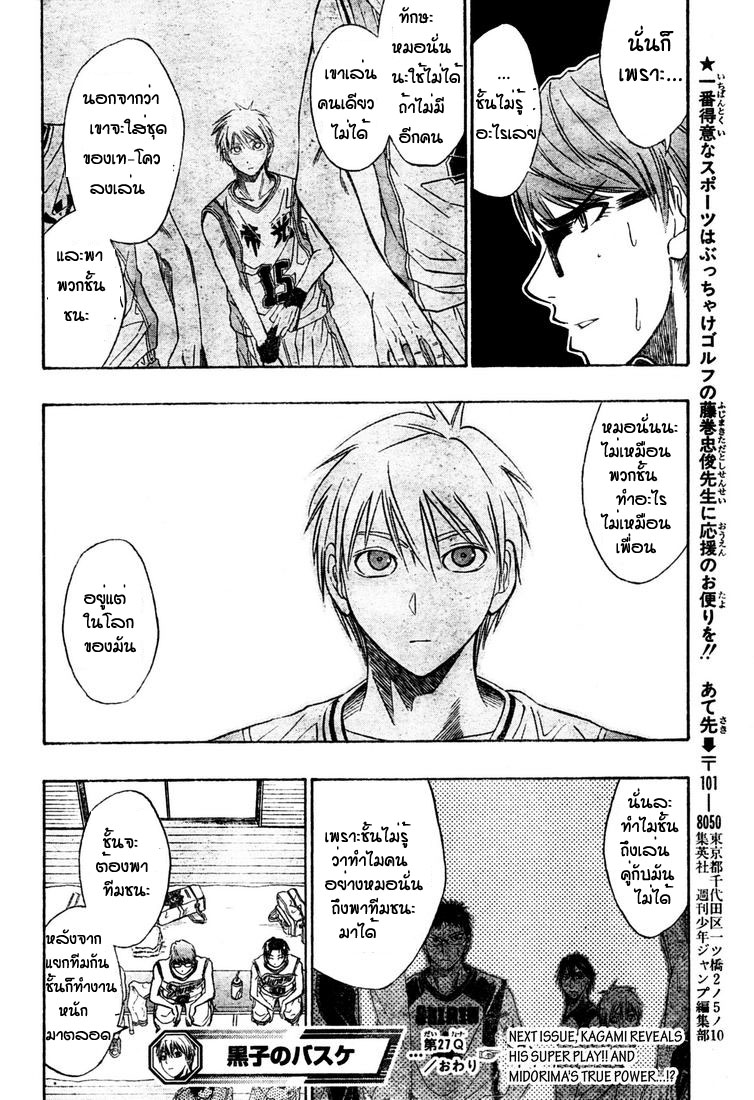 นั่นก็
เพราะ...
...
ชั้นไม่รู้
อะไรเลย
ทักษะ
หมอนั่น
นะใช้ไม่ได้
ถ้าไม่มี
อีกคน
เขาเล่น
คนเดียว
ไม่ได้
นอกจากว่า
เขาจะใส่ชุด
ของเท-โคว
ลงเล่น
และพา
พวกชั้น
ชนะ
帝光
15
หมอนั่นนะ
ไม่เหมือน
พวกชั้น
ทำอะไร
ไม่เหมือน
เพื่อน
อยู่แต่
ในโลก
ของมัน
นั่นละ
ทำไมชั้น
ถึงเล่น
คู่กับมัน
ไม่ได้
เพราะชั้นไม่รู้
ว่าทำไมคน
อย่างหมอนั่น
ถึงพาทีมชนะ
มาได้
SEIRIN
ชั้นจะ
ต้องพา
ทีมชนะ
หลังจาก
แยกทีมกัน
ชั้นก็ทำงาน
หนัก
มาตลอด
黒子のバスケ
第27Q
...／おわり
NEXT ISSUE, KAGAMI REVEALS
HIS SUPER PLAY!! AND
MIDORIMA'S TRUE POWER...!?
★一番得意なスポーツはぶっちゃけゴルフの藤巻忠俊先生に応援のお便りを!! あて先➡〒101―8050
東京都千代田区一ツ橋2ノ5ノ10
集英社 週刊少年ジャンプ編集部